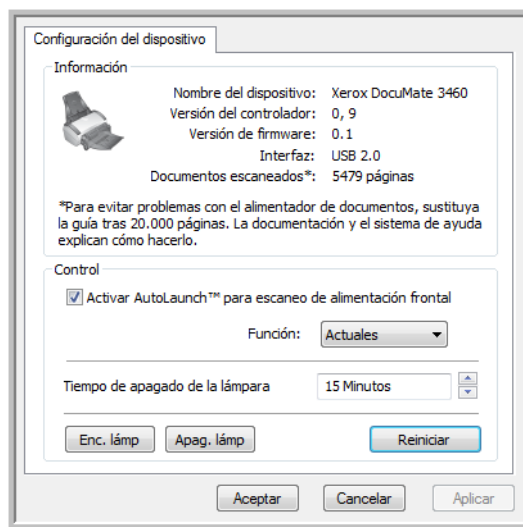 Configuración del dispositivo
Información
Nombre del dispositivo: Xerox DocuMate 3460
Versión del controlador: 0, 9
Versión de firmware: 0.1
Interfaz: USB 2.0
Documentos escaneados*: 5479 páginas
*Para evitar problemas con el alimentador de documentos, sustituya
la guía tras 20.000 páginas. La documentación y el sistema de ayuda
explican cómo hacerlo.
Control
Activar AutoLaunch™ para escaneo de alimentación frontal
Función: Actuales
Tiempo de apagado de la lámpara 15 Minutos
Enc. lámp Apag. lámp Reiniciar
Aceptar Cancelar Aplicar